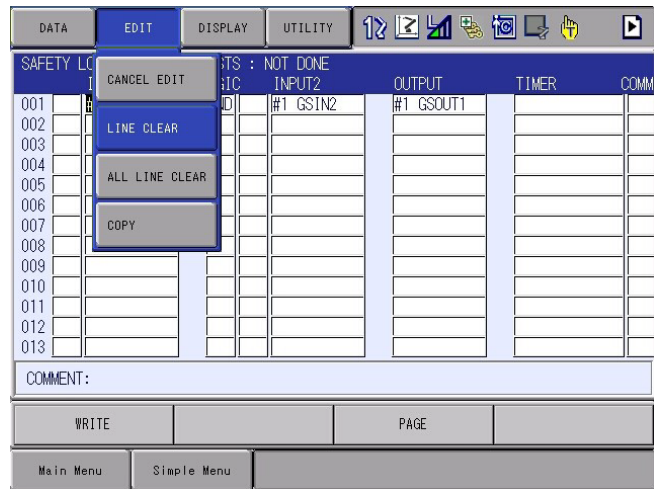 DATA EDIT DISPLAY UTILITY
SAFETY STS : NOT DONE
INPUT2 OUTPUT TIMER COMM
CANCEL EDIT
LINE CLEAR
ALL LINE CLEAR
COPY
001 #1 GSIN2 #1 GSOUT1
002
003
004
005
006
007
008
009
010
011
012
013
COMMENT:
WRITE PAGE
Main Menu Simple Menu